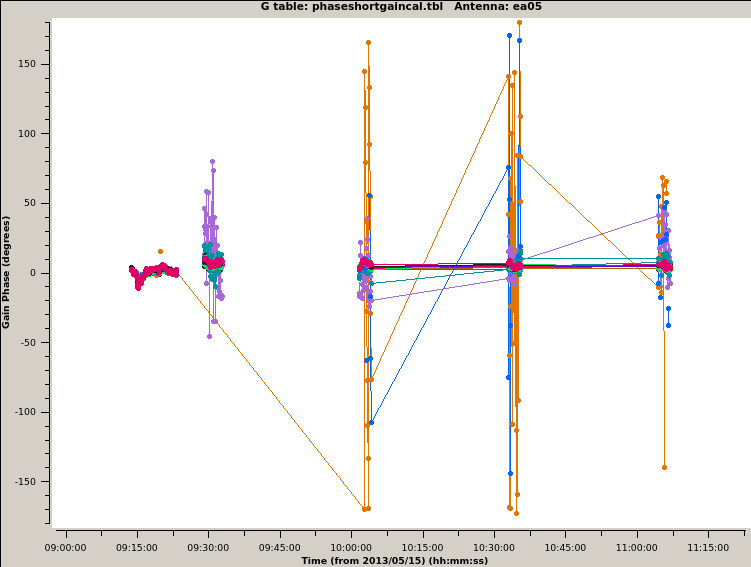 G table: phaseshortgaincal.tbl   Antenna: ea05
150
100
50
0
-50
-100
-150
Gain Phase (degrees)
09:00:00 09:15:00 09:30:00 09:45:00 10:00:00 10:15:00 10:30:00 10:45:00 11:00:00 11:15:00
Time (from 2013/05/15) (hh:mm:ss)